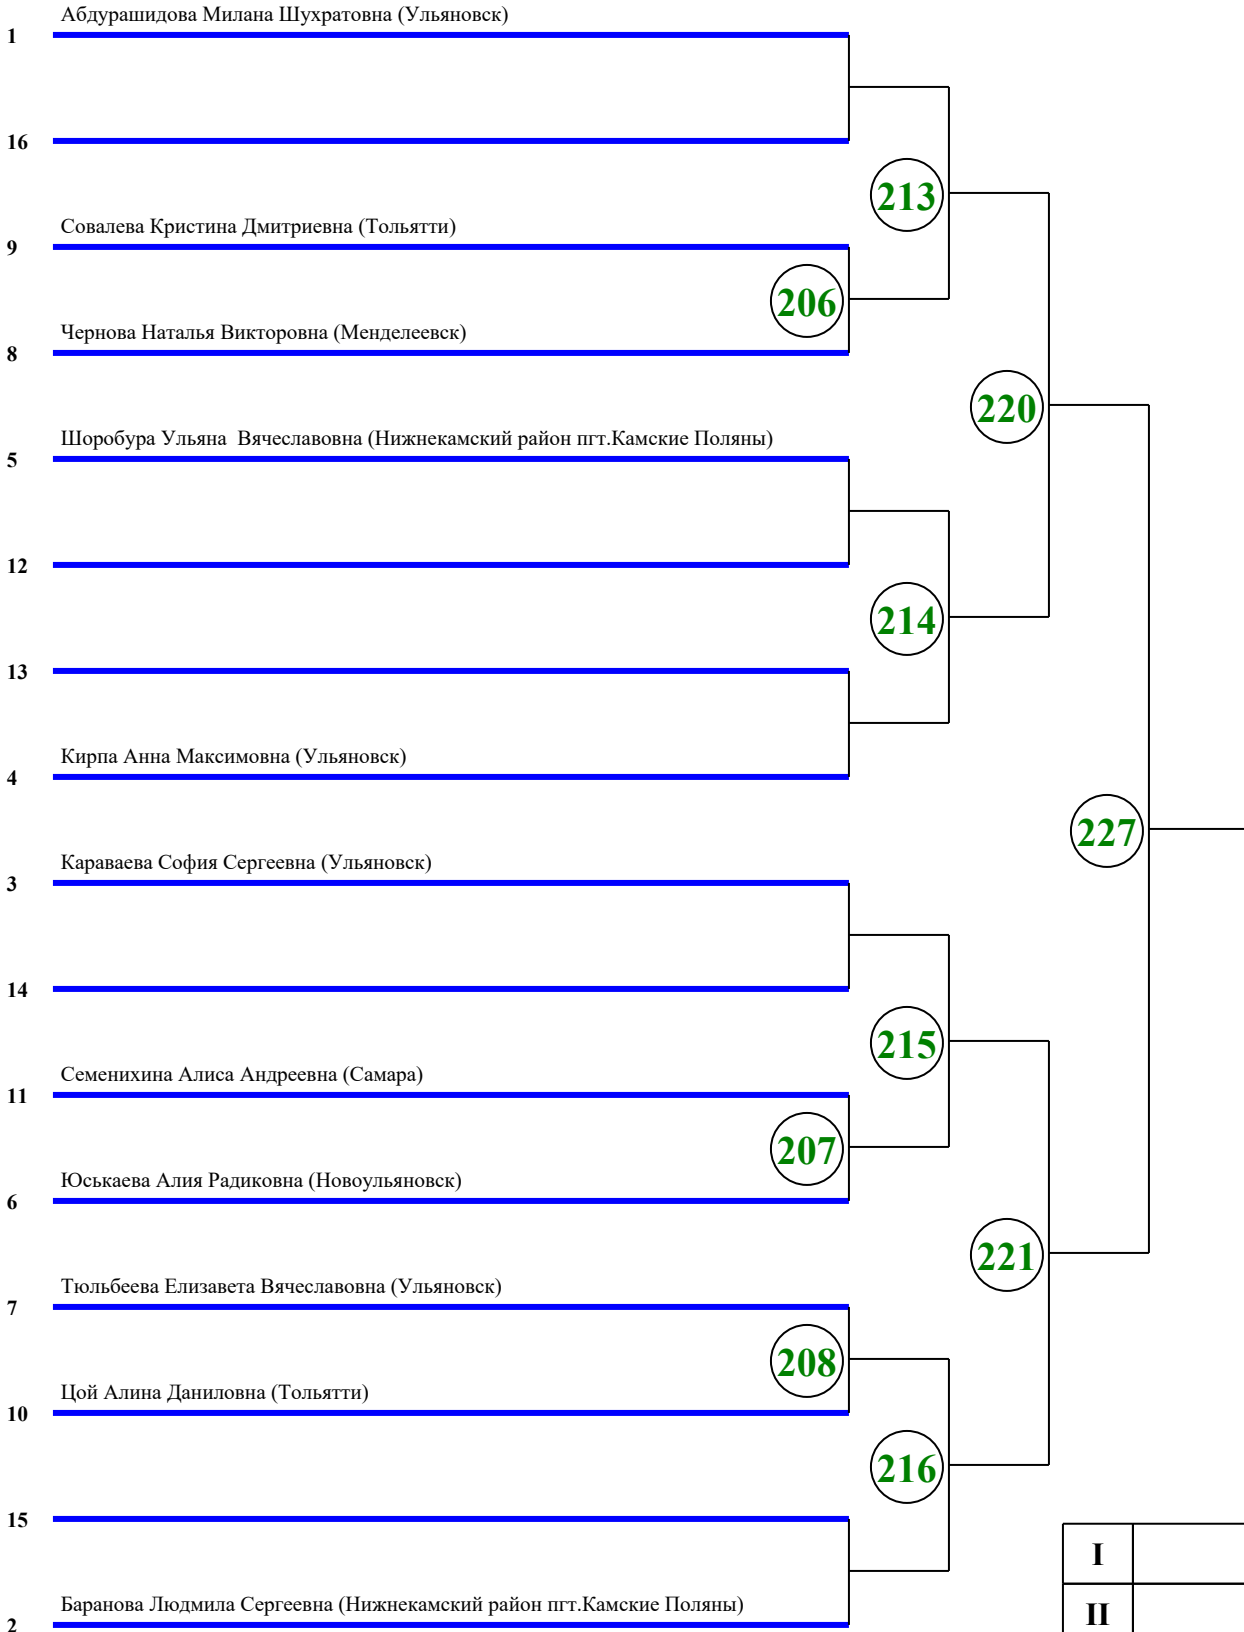 Абдурашидова Милана Шухратовна (Ульяновск)
1
16
213
Совалева Кристина Дмитриевна (Тольятти)
9
206
Чернова Наталья Викторовна (Менделеевск)
8
220
Шоробура Ульяна  Вячеславовна (Нижнекамский район пгт.Камские Поляны)
5
12
214
13
Кирпа Анна Максимовна (Ульяновск)
4
227
Караваева София Сергеевна (Ульяновск)
3
14
215
Семенихина Алиса Андреевна (Самара)
11
207
Юськаева Алия Радиковна (Новоульяновск)
6
221
Тюльбеева Елизавета Вячеславовна (Ульяновск)
7
208
Цой Алина Даниловна (Тольятти)
10
216
15
I
Баранова Людмила Сергеевна (Нижнекамский район пгт.Камские Поляны)
2
II